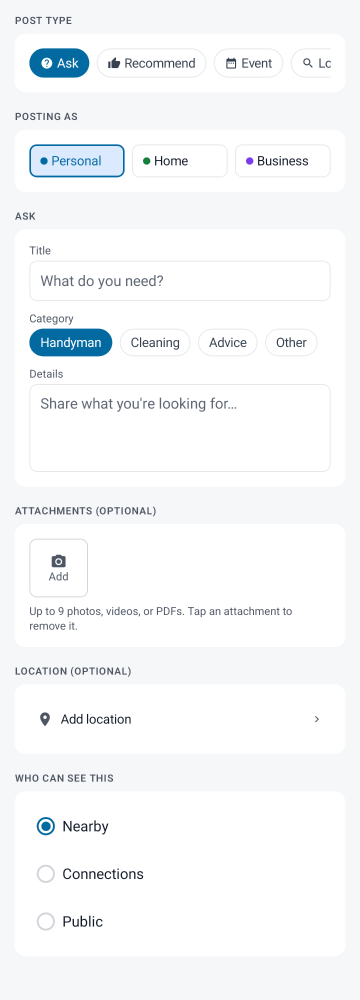 POST TYPE
Ask Recommend Event Lo
POSTING AS
Personal Home Business
ASK
Title
What do you need?
Category
Handyman Cleaning Advice Other
Details
Share what you're looking for…
ATTACHMENTS (OPTIONAL)
Add
Up to 9 photos, videos, or PDFs. Tap an attachment to
remove it.
LOCATION (OPTIONAL)
Add location
WHO CAN SEE THIS
Nearby
Connections
Public